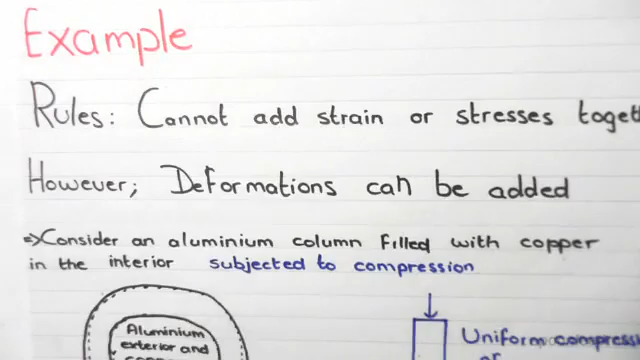 Example
Rules: Cannot add strain or stresses toget
However; Deformations can be added
=>Consider an aluminium column filled with copper
in the interior subjected to compression
Aluminium
exterior and
Uniform compress
or